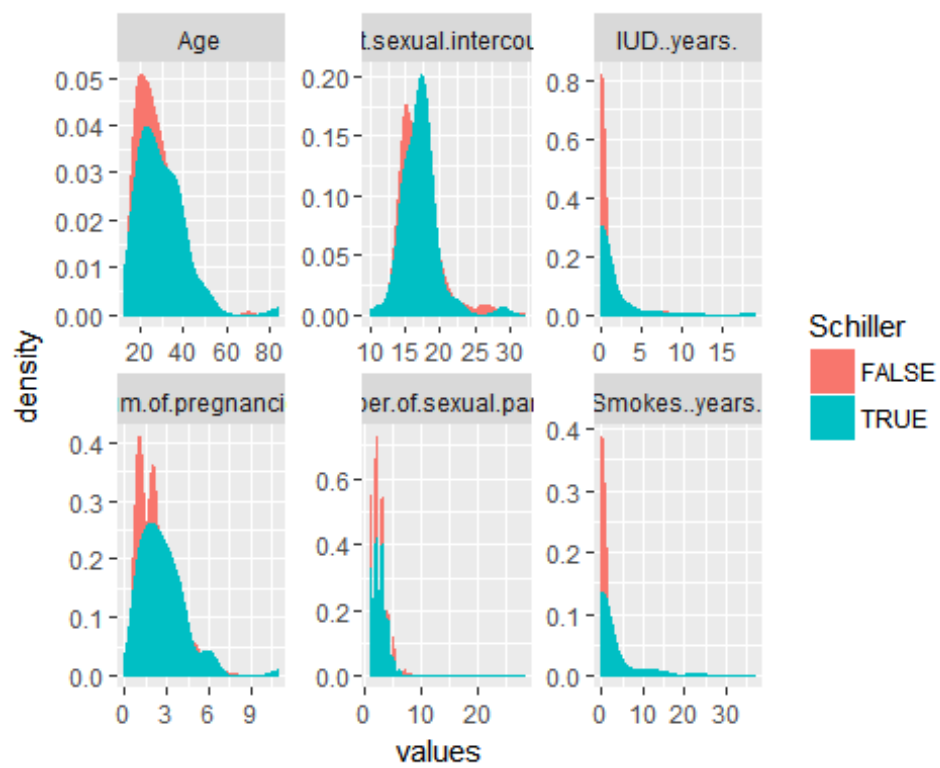 Age
t.sexual.intercou
IUD..years.
0.05
0.04
0.03
0.02
0.01
0.00
20 40 60 80
0.20
0.15
0.10
0.05
0.00
10 15 20 25 30
0.8
0.6
0.4
0.2
0.0
0 5 10 15
m.of.pregnanci
ber.of.sexual.par
Smokes..years.
0.4
0.3
0.2
0.1
0.0
0 3 6 9
0.6
0.4
0.2
0.0
0 10 20
0.4
0.3
0.2
0.1
0.0
0 10 20 30
density
values
Schiller
FALSE
TRUE